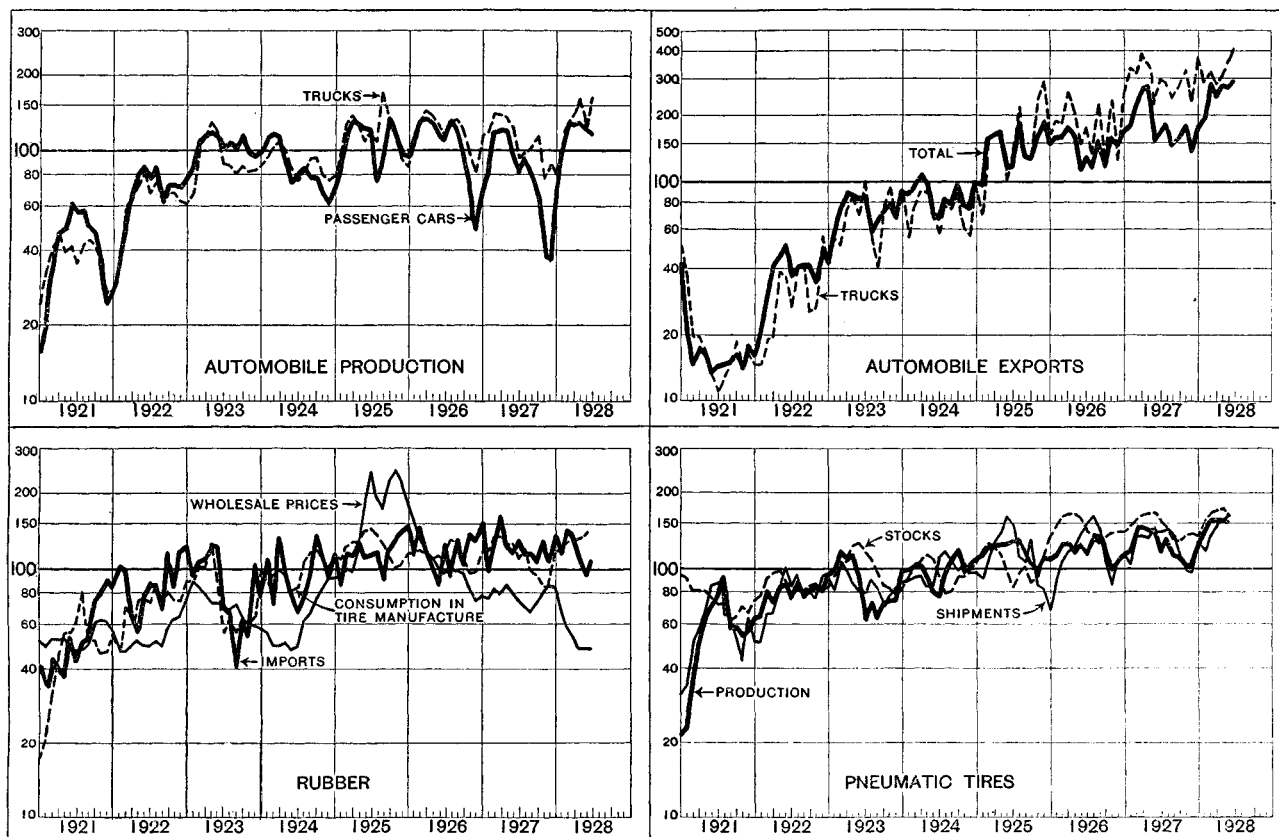 300
200
150
100
80
60
40
20
10
TRUCKS
PASSENGER CARS
AUTOMOBILE PRODUCTION
1921 1922 1923 1924 1925 1926 1927 1928
500
400
300
200
150
100
80
60
40
20
10
TOTAL
TRUCKS
AUTOMOBILE EXPORTS
1921 1922 1923 1924 1925 1926 1927 1928
300
200
150
100
80
60
40
20
10
WHOLESALE PRICES
CONSUMPTION IN
TIRE MANUFACTURE
IMPORTS
RUBBER
1921 1922 1923 1924 1925 1926 1927 1928
300
200
150
100
80
60
40
20
10
STOCKS
SHIPMENTS
PRODUCTION
PNEUMATIC TIRES
1921 1922 1923 1924 1925 1926 1927 1928